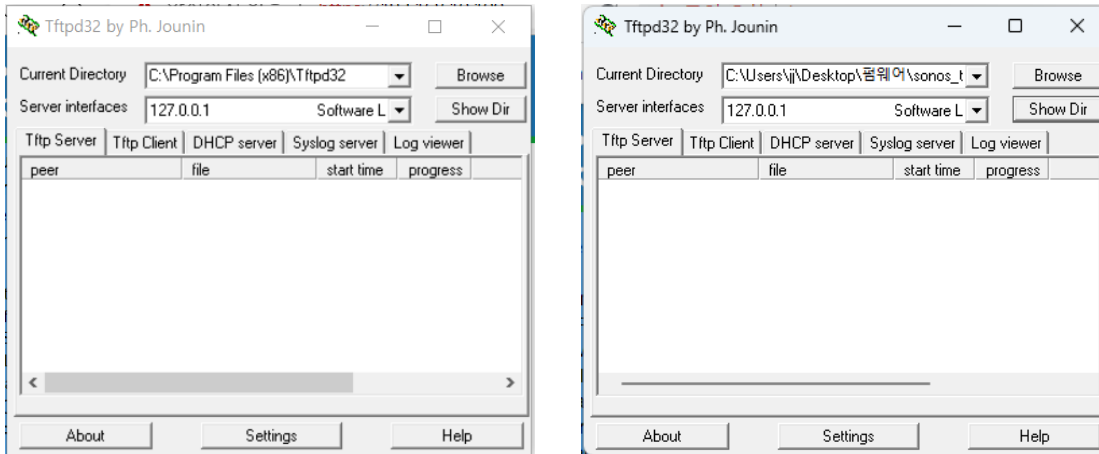 Tftpd32 by Ph. Jounin
Current Directory C:\Program Files (x86)\Tftpd32 Browse
Server interfaces 127.0.0.1 Software L Show Dir
Tftp Server Tftp Client DHCP server Syslog server Log viewer
peer file start time progress
About Settings Help
Tftpd32 by Ph. Jounin
Current Directory C:\Users\jj\Desktop\펌웨어\sonos_t Browse
Server interfaces 127.0.0.1 Software L Show Dir
Tftp Server Tftp Client DHCP server Syslog server Log viewer
peer file start time progress
About Settings Help